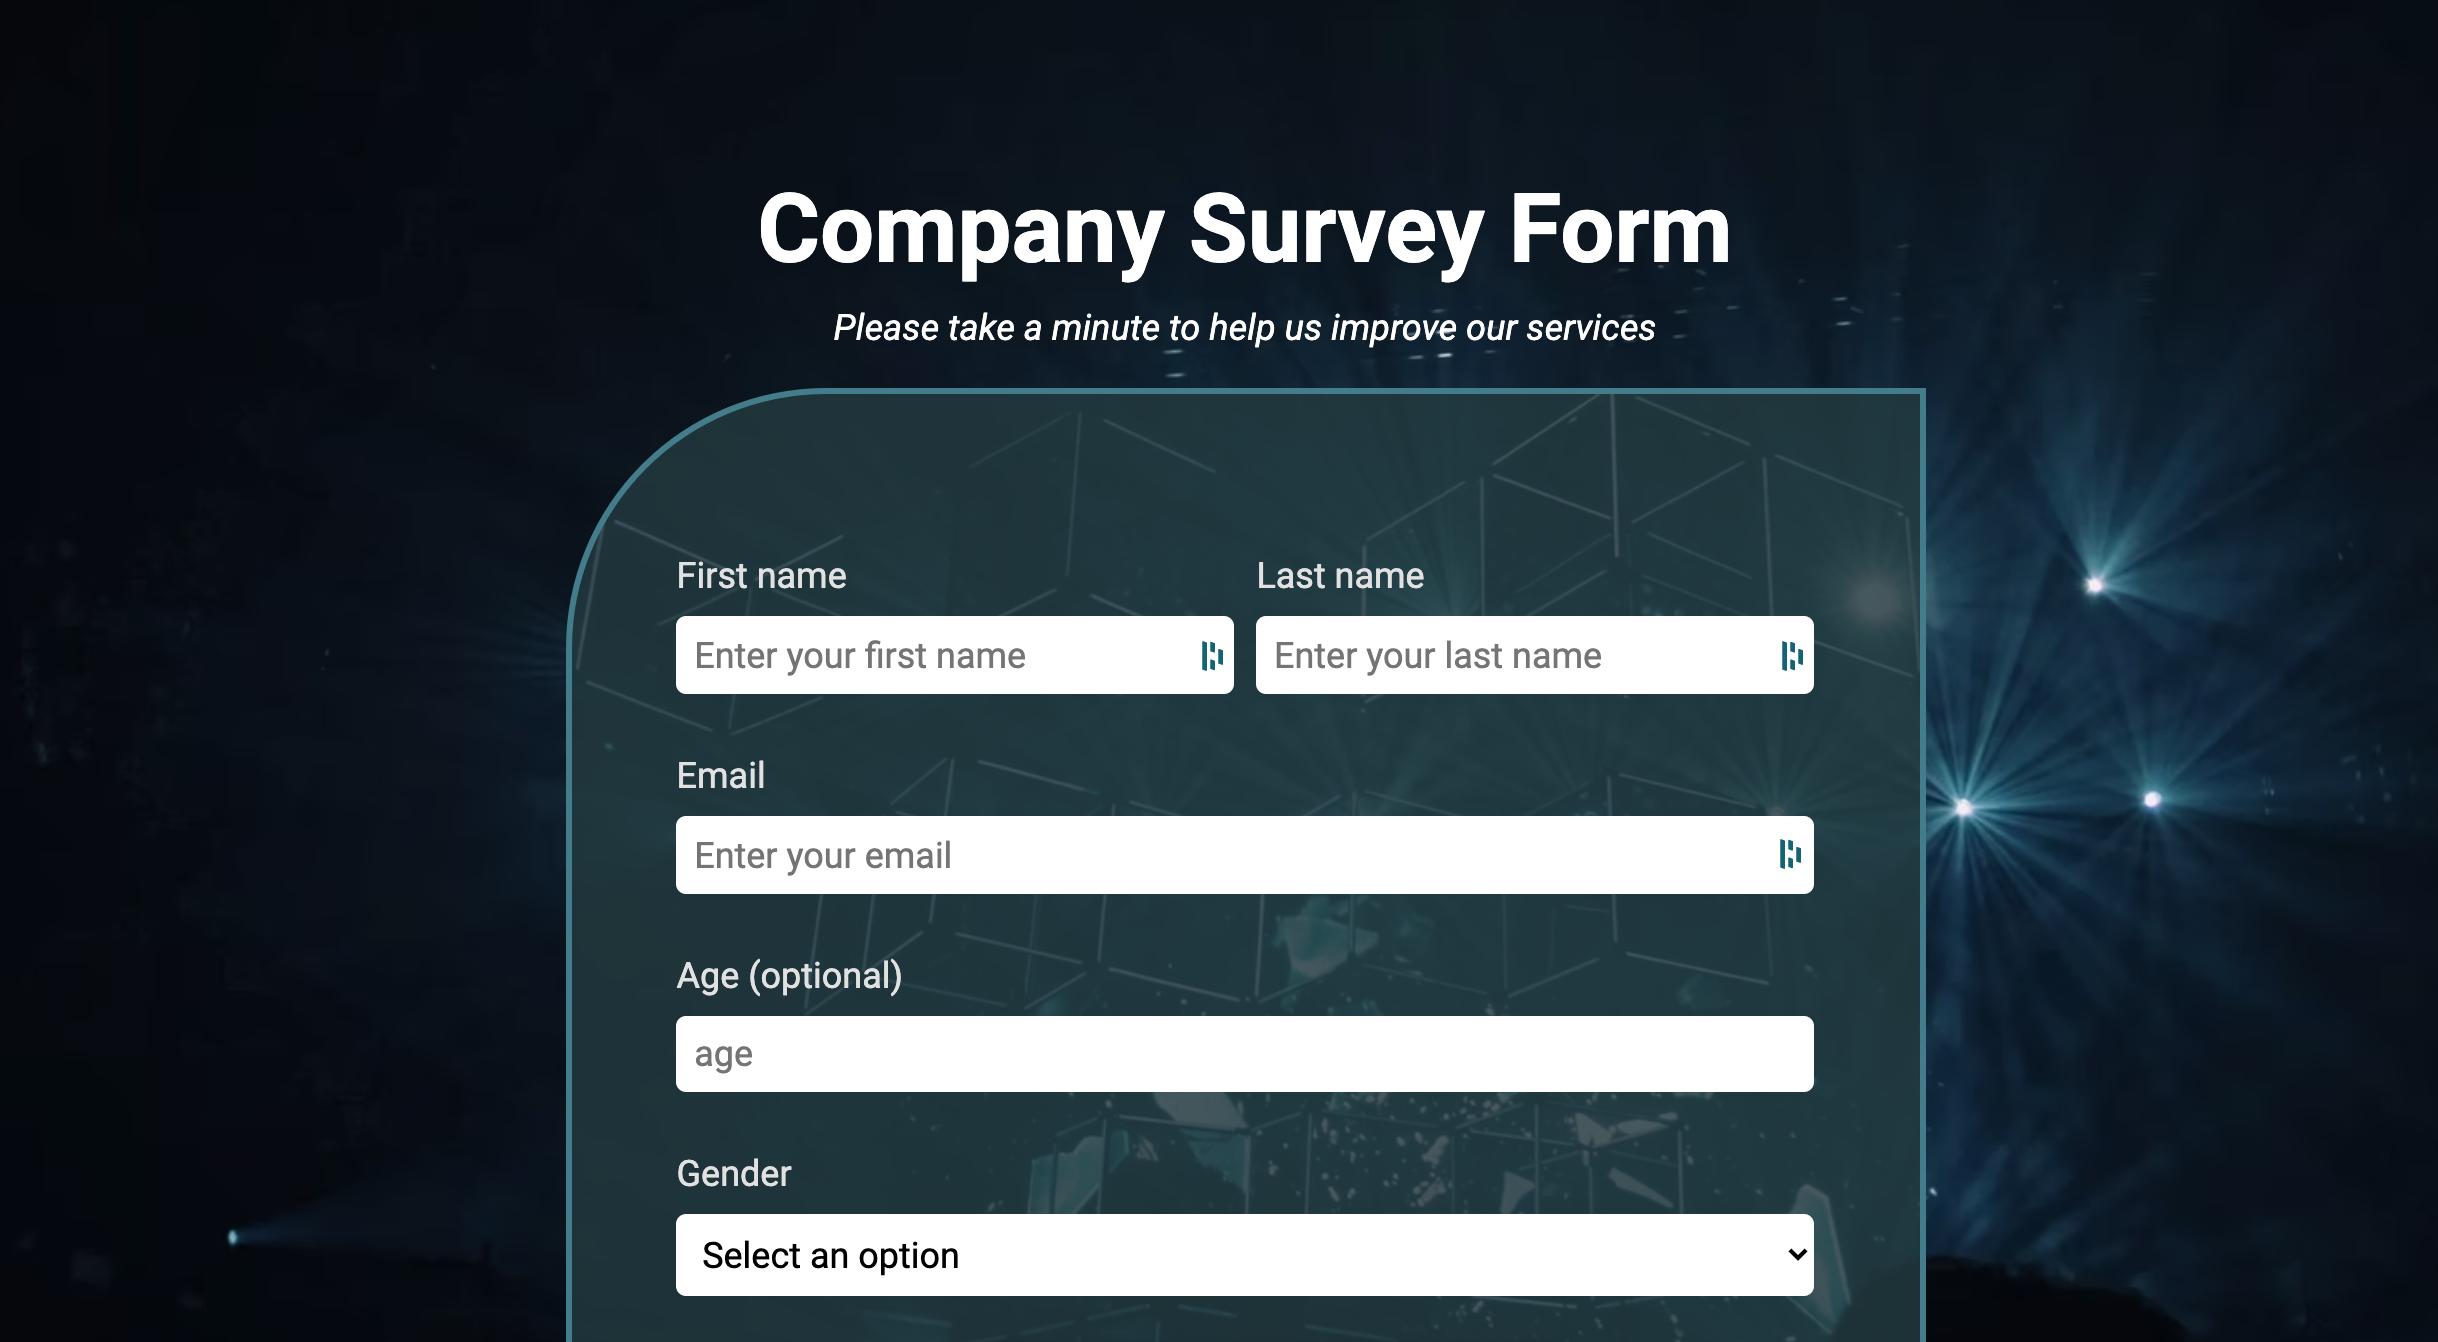 Company Survey Form
Please take a minute to help us improve our services
First name
Last name
Enter your first name
Enter your last name
Email
Enter your email
Age (optional)
age
Gender
Select an option